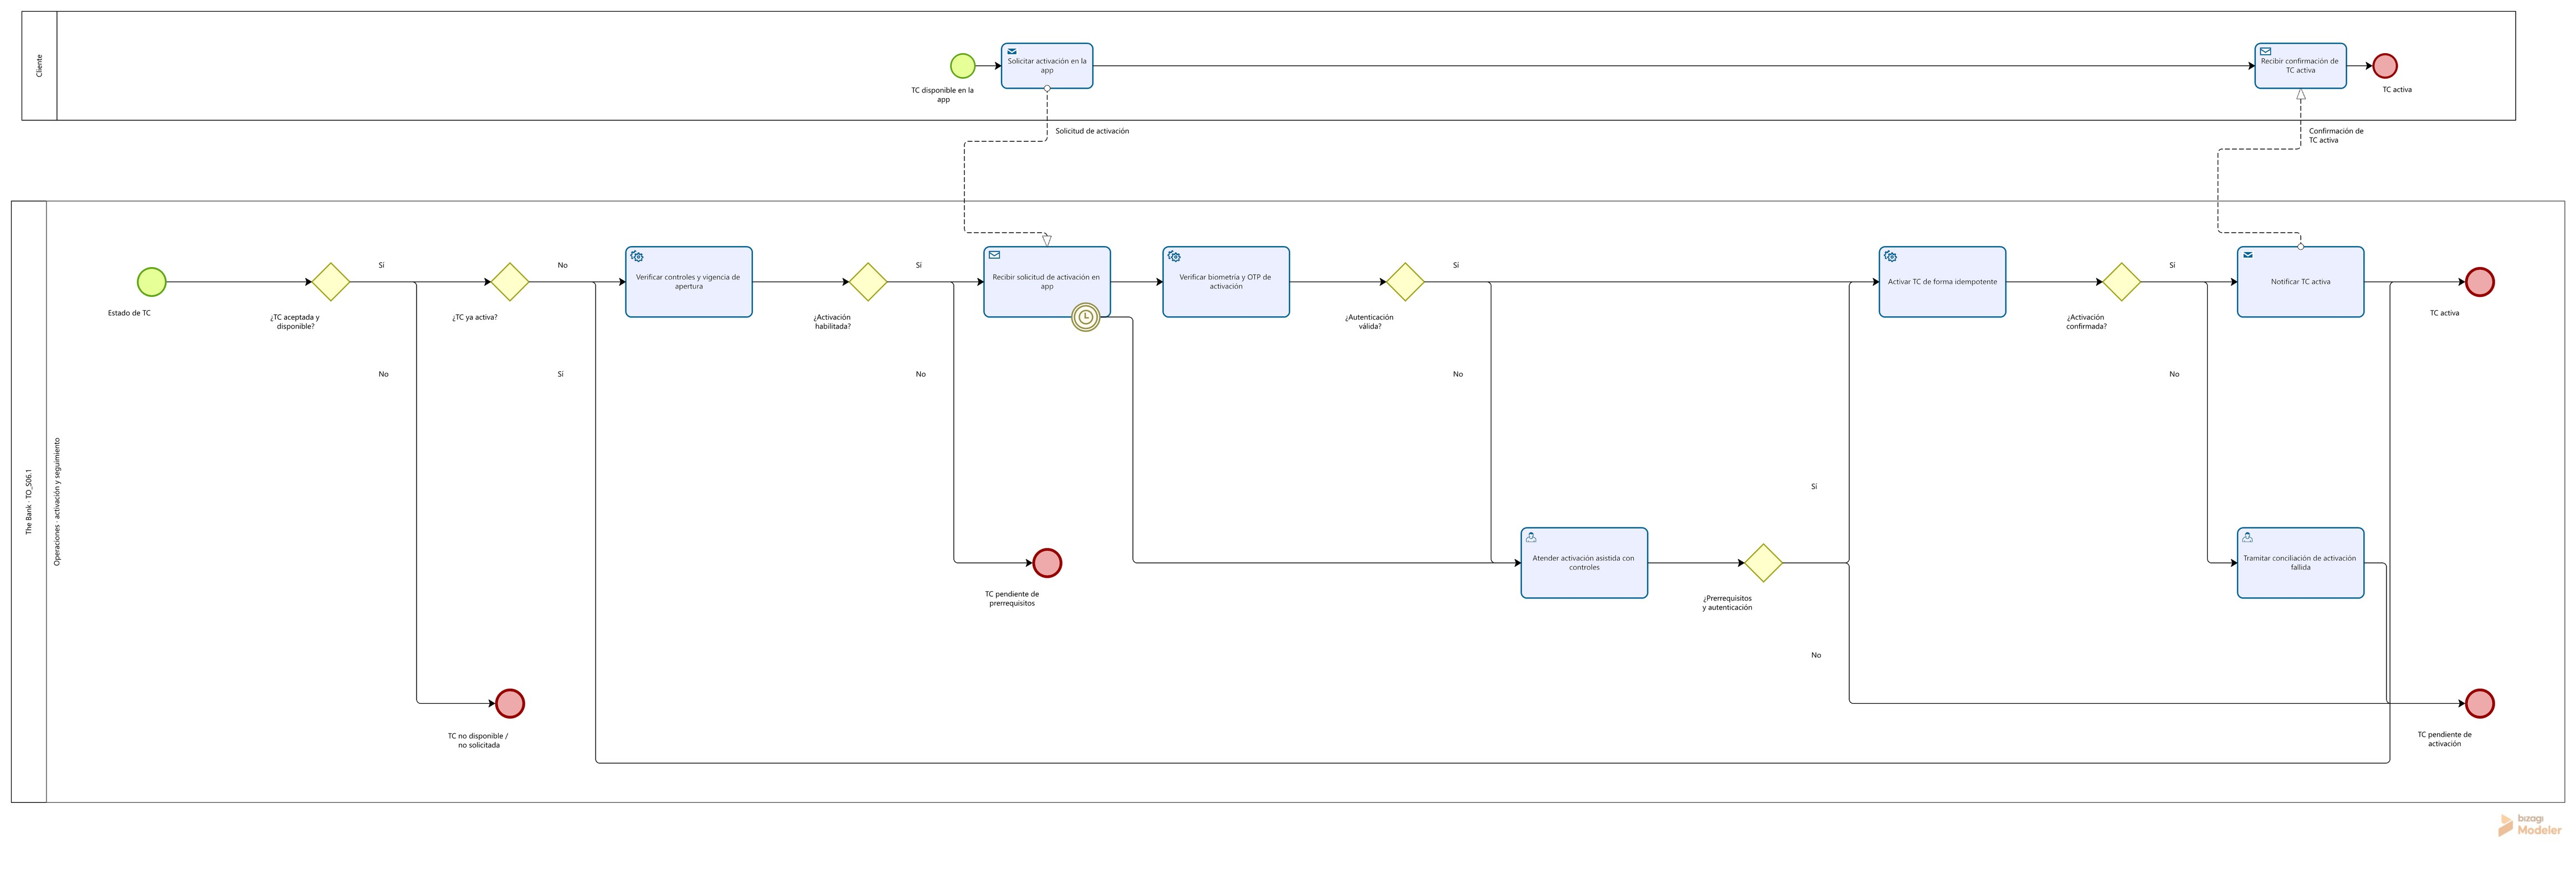 Cliente
TC disponible en la
app
Solicitar activación en la
app
Recibir confirmación de
TC activa
TC activa
Solicitud de activación
Confirmación de
TC activa
The Bank - TO_S06.1
Operaciones - activación y seguimiento
Estado de TC
¿TC aceptada y
disponible?
Sí
No
¿TC ya activa?
No
Sí
Verificar controles y vigencia de
apertura
¿Activación
habilitada?
Sí
No
Recibir solicitud de activación en
app
Verificar biometría y OTP de
activación
¿Autenticación
válida?
Sí
No
Activar TC de forma idempotente
¿Activación
confirmada?
Sí
No
Notificar TC activa
TC activa
Sí
Atender activación asistida con
controles
¿Prerrequisitos
y autenticación
No
Tramitar conciliación de activación
fallida
TC pendiente de
prerrequisitos
TC no disponible /
no solicitada
TC pendiente de
activación
bizagi
Modeler